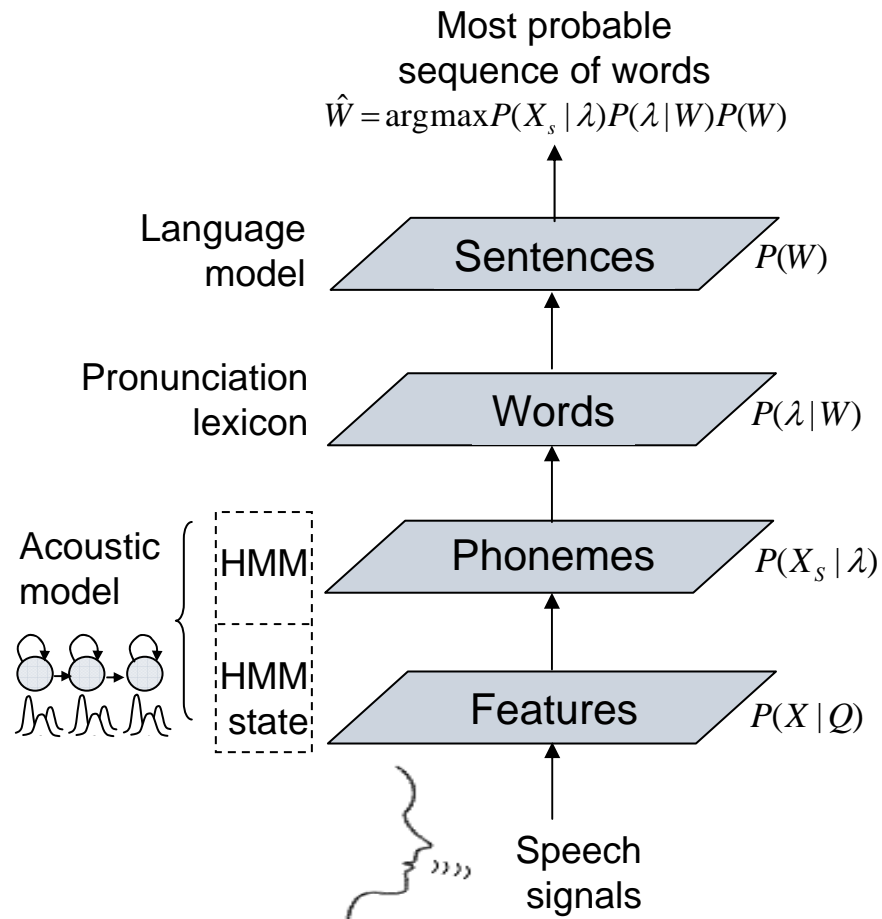 Most probable
sequence of words
Ŵ = argmax P(X_s | λ)P(λ | W)P(W)
Language
model
Sentences
P(W)
Pronunciation
lexicon
Words
P(λ | W)
Acoustic
model
HMM
Phonemes
P(X_S | λ)
HMM
state
Features
P(X | Q)
Speech
signals